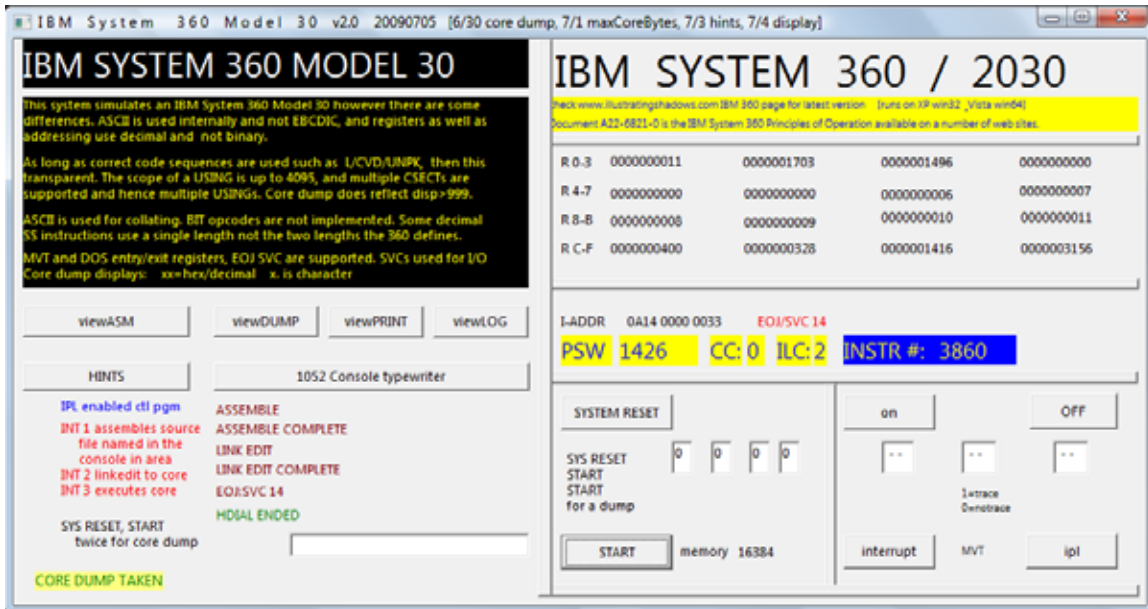 IBM System 360 Model 30 v2.0 20090705 [6/30 core dump, 7/1 maxCoreBytes, 7/3 hints, 7/4 display]
IBM SYSTEM 360 MODEL 30
This system simulates an IBM System 360 Model 30 however there are some
differences. ASCII is used internally and not EBCDIC, and registers as well as
addressing use decimal and not binary.
As long as correct code sequences are used such as L/CVD/UNPK, then this
transparent. The scope of a USING is up to 4095, and multiple CSECTs are
supported and hence multiple USINGs. Core dump does reflect disp>999.
ASCII is used for collating. BIT opcodes are not implemented. Some decimal
SS instructions use a single length not the two lengths the 360 defines.
MVT and DOS entry/exit registers, EOJ SVC are supported. SVCs used for I/O
Core dump displays: xx=hex/decimal x. is character
viewASM
viewDUMP
viewPRINT
viewLOG
HINTS
1052 Console typewriter
IPL enabled ctl pgm
INT 1 assembles source
file named in the
console in area
INT 2 linkedit to core
INT 3 executes core
SYS RESET, START
twice for core dump
CORE DUMP TAKEN
ASSEMBLE
ASSEMBLE COMPLETE
LINK EDIT
LINK EDIT COMPLETE
EOJ:SVC 14
HDIAL ENDED
IBM SYSTEM 360 / 2030
heck www.illustratingshadows.com IBM 360 page for latest version (runs on XP win32 _Vista win64)
Document A22-6821-0 is the IBM System 360 Principles of Operation available on a number of web sites.
R 0-3 0000000011 0000001703 0000001496 0000000000
R 4-7 0000000000 0000000000 0000000006 0000000007
R 8-B 0000000008 0000000009 0000000010 0000000011
R C-F 0000000400 0000000328 0000001416 0000003156
I-ADDR 0A14 0000 0033 EOJ/SVC 14
PSW 1426 CC: 0 ILC: 2 INSTR #: 3860
SYSTEM RESET
on
OFF
SYS RESET
START
START
for a dump
0 0 0 0
- - - - - -
1=trace
0=notrace
START
memory 16384
interrupt
MVT
ipl